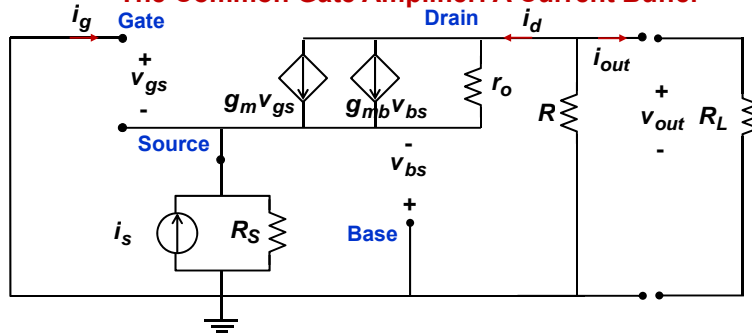 The Common Gate Amplifier: A Current Buffer
i_g Gate
Drain
i_d
i_out
+
v_gs
-
g_m v_gs
g_mb v_bs
r_o
R
+
v_out
-
R_L
Source
-
v_bs
+
i_s
R_S
Base